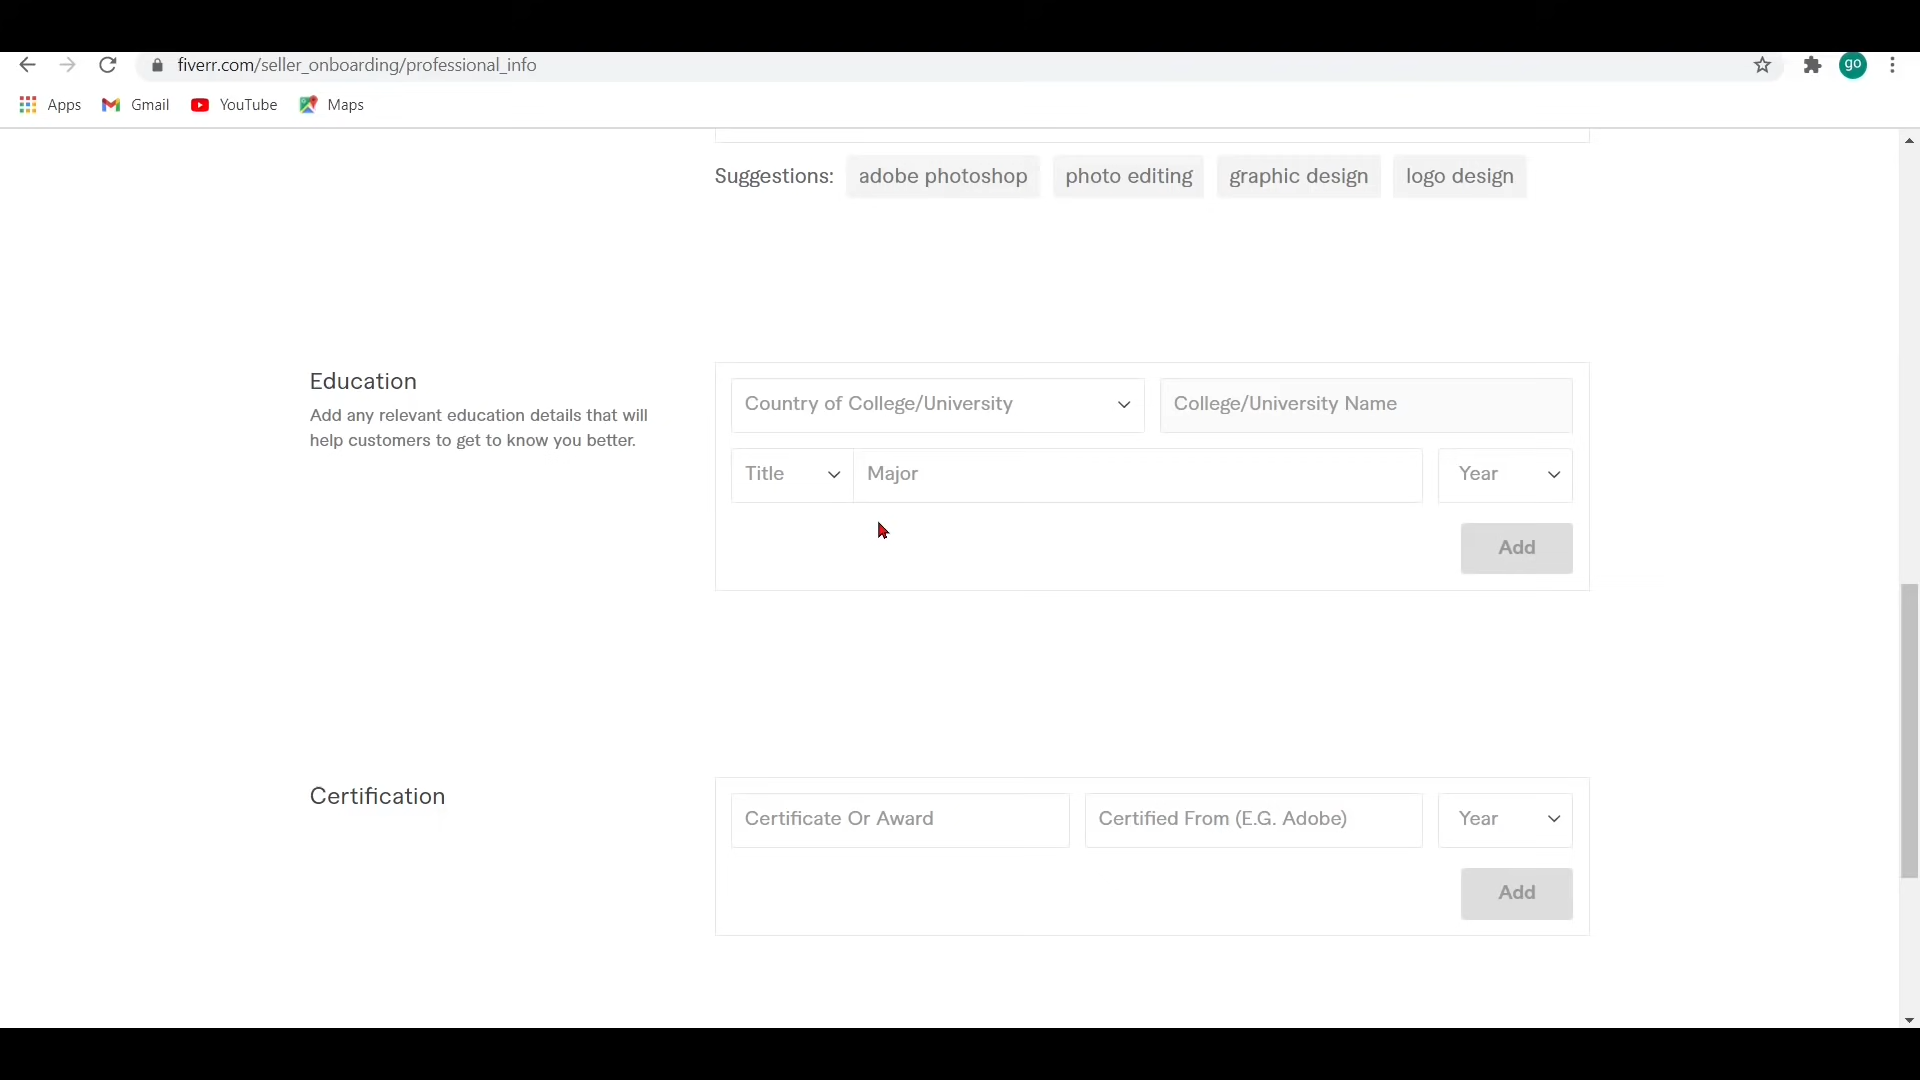 fiverr.com/seller_onboarding/professional_info
go
Apps Gmail YouTube Maps
Suggestions: adobe photoshop photo editing graphic design logo design
Education
Add any relevant education details that will
help customers to get to know you better.
Country of College/University College/University Name
Title Major Year
Add
Certification
Certificate Or Award Certified From (E.G. Adobe) Year
Add